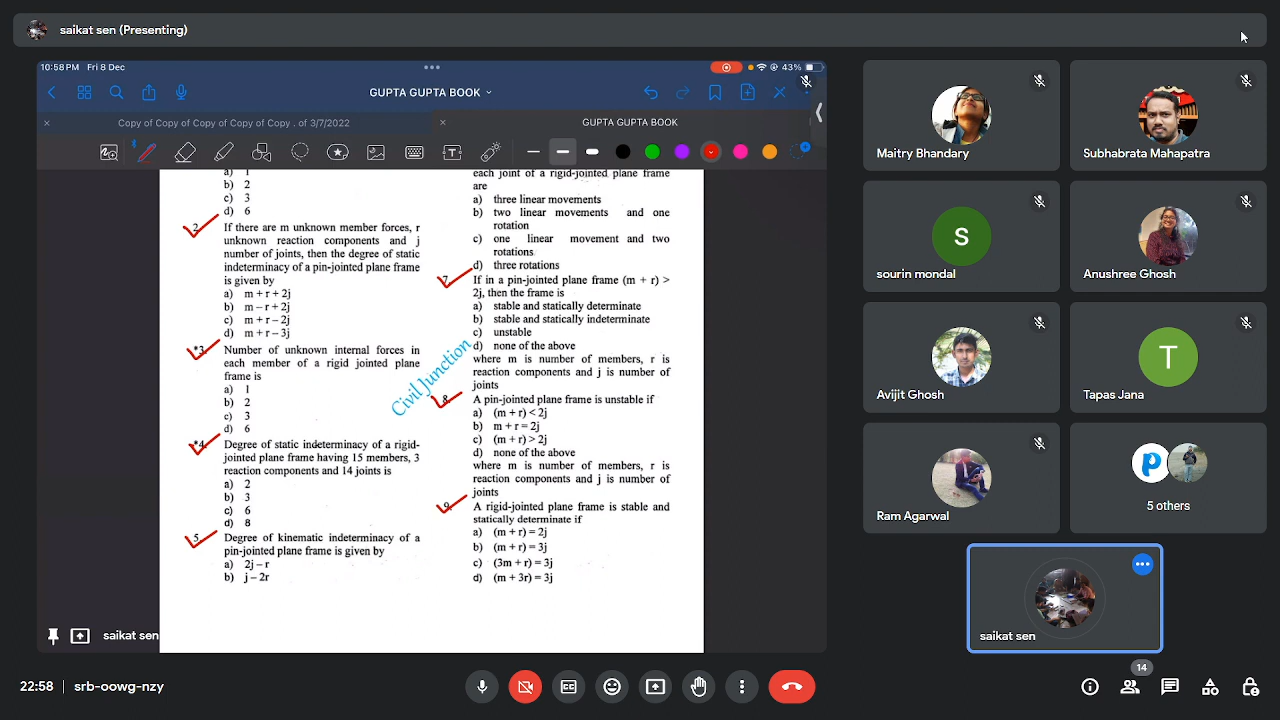 saikat sen (Presenting)
10:58 PM Fri 8 Dec
43%
GUPTA GUPTA BOOK
Copy of Copy of Copy of Copy of Copy . of 3/7/2022
GUPTA GUPTA BOOK
a) 1
b) 2
c) 3
d) 6
2. If there are m unknown member forces, r
unknown reaction components and j
number of joints, then the degree of static
indeterminacy of a pin-jointed plane frame
is given by
a) m + r + 2j
b) m – r + 2j
c) m + r – 2j
d) m + r – 3j
*3. Number of unknown internal forces in
each member of a rigid jointed plane
frame is
a) 1
b) 2
c) 3
d) 6
*4. Degree of static indeterminacy of a rigid-
jointed plane frame having 15 members, 3
reaction components and 14 joints is
a) 2
b) 3
c) 6
d) 8
5. Degree of kinematic indeterminacy of a
pin-jointed plane frame is given by
a) 2j – r
b) j – 2r
each joint of a rigid-jointed plane frame
are
a) three linear movements
b) two linear movements and one
rotation
c) one linear movement and two
rotations
d) three rotations
7. If in a pin-jointed plane frame (m + r) >
2j, then the frame is
a) stable and statically determinate
b) stable and statically indeterminate
c) unstable
d) none of the above
where m is number of members, r is
reaction components and j is number of
joints
8. A pin-jointed plane frame is unstable if
a) (m + r) < 2j
b) m + r = 2j
c) (m + r) > 2j
d) none of the above
where m is number of members, r is
reaction components and j is number of
joints
9. A rigid-jointed plane frame is stable and
statically determinate if
a) (m + r) = 2j
b) (m + r) = 3j
c) (3m + r) = 3j
d) (m + 3r) = 3j
Civil Junction
saikat sen
Maitry Bhandary
Subhabrata Mahapatra
S
sourin mondal
Anushree Ghosh
Avijit Ghosh
T
Tapas Jana
Ram Agarwal
P
5 others
saikat sen
22:58 | srb-oowg-nzy
14